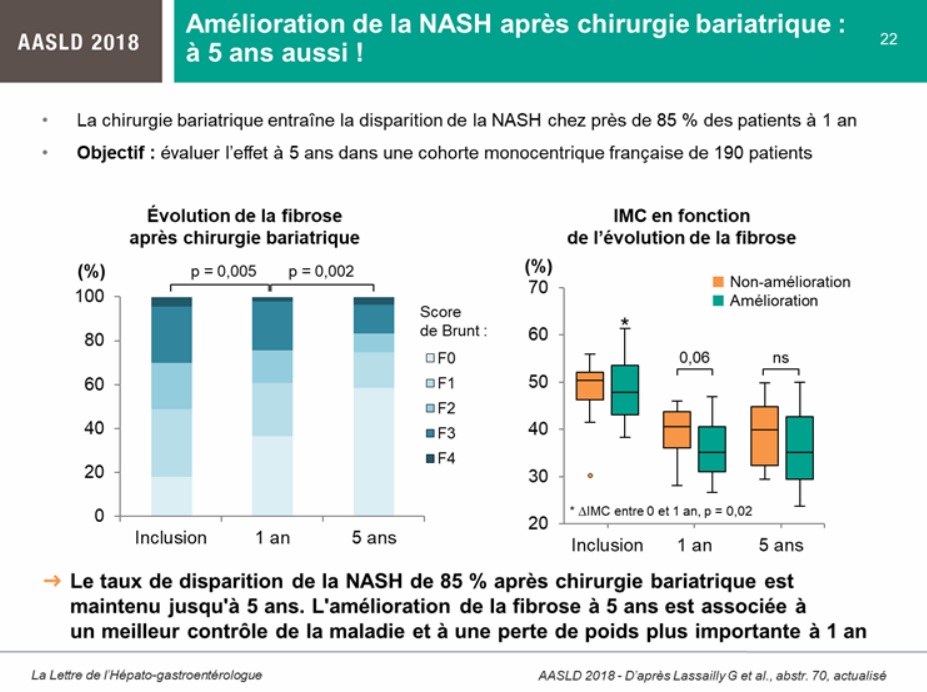 AASLD 2018
Amélioration de la NASH après chirurgie bariatrique :
à 5 ans aussi !
22
• La chirurgie bariatrique entraîne la disparition de la NASH chez près de 85 % des patients à 1 an
• Objectif : évaluer l'effet à 5 ans dans une cohorte monocentrique française de 190 patients
Évolution de la fibrose
après chirurgie bariatrique
(%)
p = 0,005
p = 0,002
100
80
60
40
20
0
Inclusion
1 an
5 ans
Score
de Brunt :
F0
F1
F2
F3
F4
IMC en fonction
de l'évolution de la fibrose
(%)
70
60
50
40
30
20
Non-amélioration
Amélioration
*
0,06
ns
* ΔIMC entre 0 et 1 an, p = 0,02
Inclusion
1 an
5 ans
→ Le taux de disparition de la NASH de 85 % après chirurgie bariatrique est
maintenu jusqu'à 5 ans. L'amélioration de la fibrose à 5 ans est associée à
un meilleur contrôle de la maladie et à une perte de poids plus importante à 1 an
La Lettre de l'Hépato-gastroentérologue
AASLD 2018 - D'après Lassailly G et al., abstr. 70, actualisé